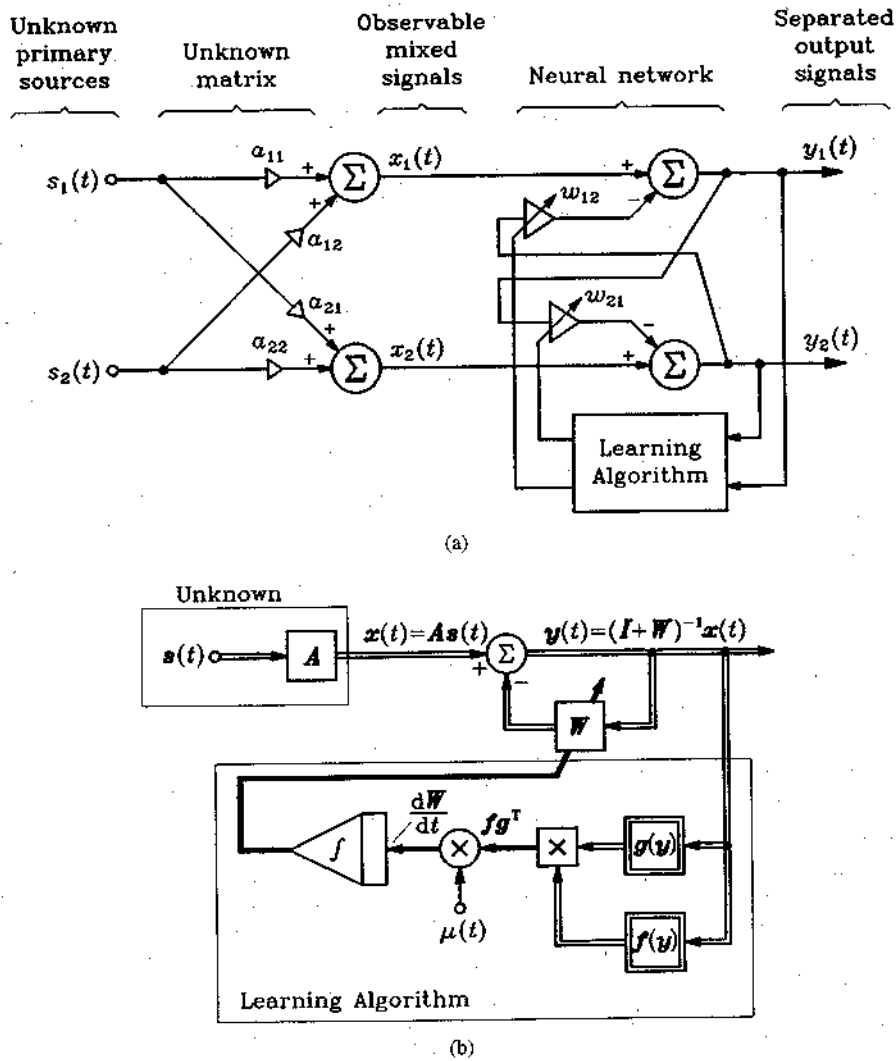 Unknown primary sources
Unknown matrix
Observable mixed signals
Neural network
Separated output signals
s₁(t)
a₁₁
+
Σ
x₁(t)
+
Σ
y₁(t)
+
a₁₂
w₁₂
−
a₂₁
+
w₂₁
−
s₂(t)
a₂₂
+
Σ
x₂(t)
+
Σ
y₂(t)
Learning Algorithm
(a)
Unknown
s(t)
A
x(t)=As(t)
+
Σ
−
y(t)=(I+W)⁻¹x(t)
W
∫
dW/dt
fgᵀ
×
×
g(y)
μ(t)
f(y)
Learning Algorithm
(b)